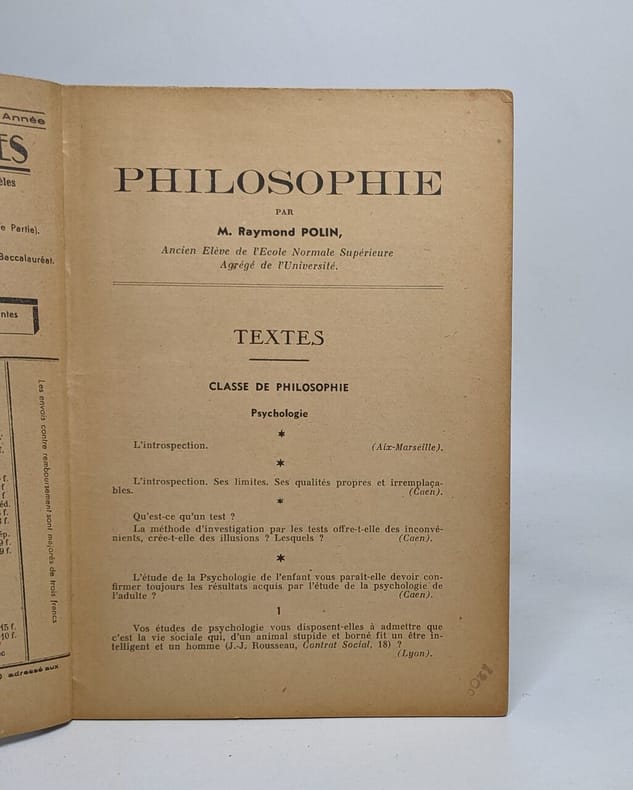 Année
ES
èles
e Partie).
Baccalauréat.
ntes
Les envois contre remboursement sont majorés de trois francs
15 f.
10 f.
adressé aux
PHILOSOPHIE
PAR
M. Raymond POLIN,
Ancien Elève de l'Ecole Normale Supérieure
Agrégé de l'Université.
TEXTES
CLASSE DE PHILOSOPHIE
Psychologie
*
L'introspection. (Aix-Marseille).
*
L'introspection. Ses limites. Ses qualités propres et irremplaça-
bles. (Caen).
*
Qu'est-ce qu'un test ?
La méthode d'investigation par les tests offre-t-elle des inconvé-
nients, crée-t-elle des illusions ? Lesquels ? (Caen).
*
L'étude de la Psychologie de l'enfant vous paraît-elle devoir con-
firmer toujours les résultats acquis par l'étude de la psychologie de
l'adulte ? (Caen).
1
Vos études de psychologie vous disposent-elles à admettre que
c'est la vie sociale qui, d'un animal stupide et borné fit un être in-
telligent et un homme (J.-J. Rousseau, Contrat Social, 18) ?
(Lyon).